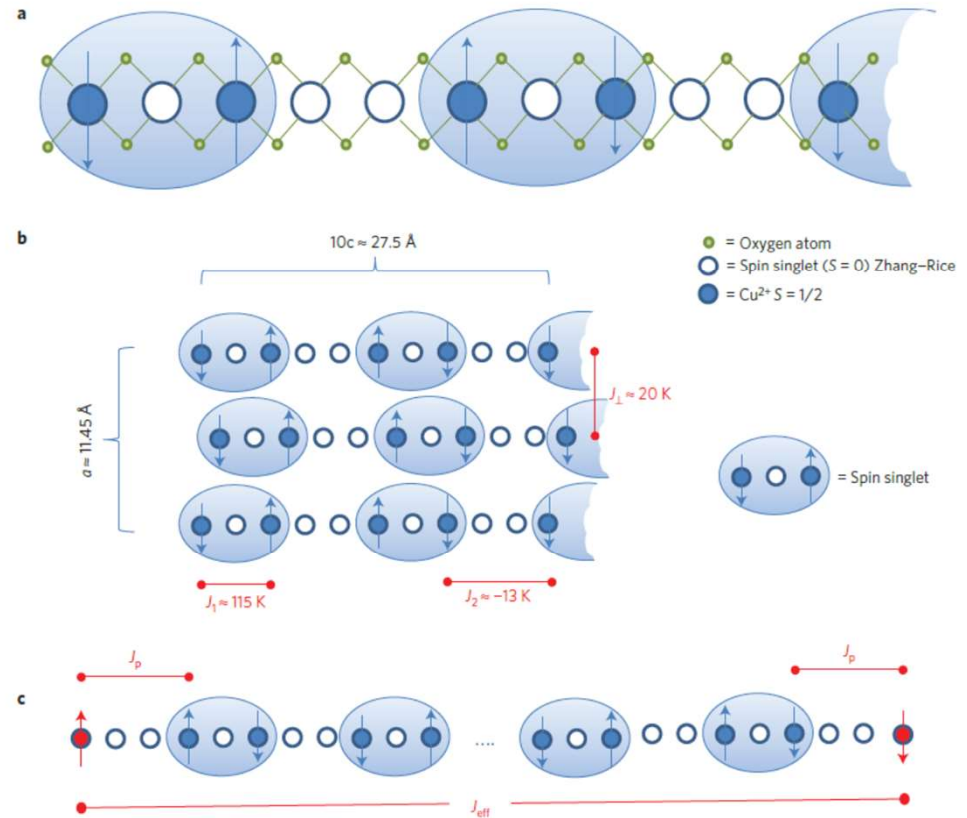 a
b
10c ≈ 27.5 Å
= Oxygen atom
= Spin singlet (S = 0) Zhang–Rice
= Cu²⁺ S = 1/2
a ≈ 11.45 Å
J⊥ ≈ 20 K
= Spin singlet
J₁ ≈ 115 K
J₂ ≈ −13 K
c
Jₚ
Jₚ
....
J_eff